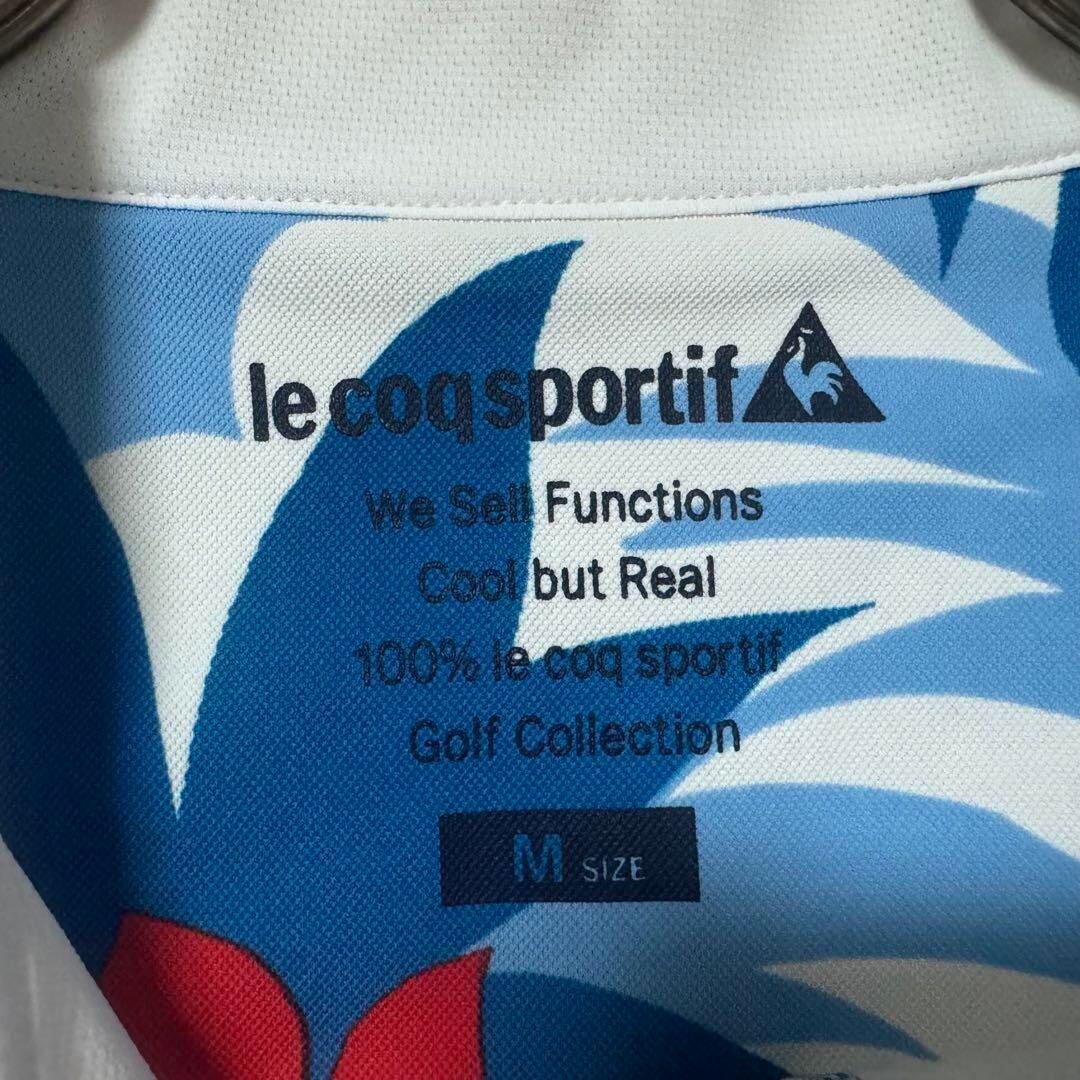 le coq sportif
We Sell Functions
Cool but Real
100% le coq sportif
Golf Collection
M SIZE